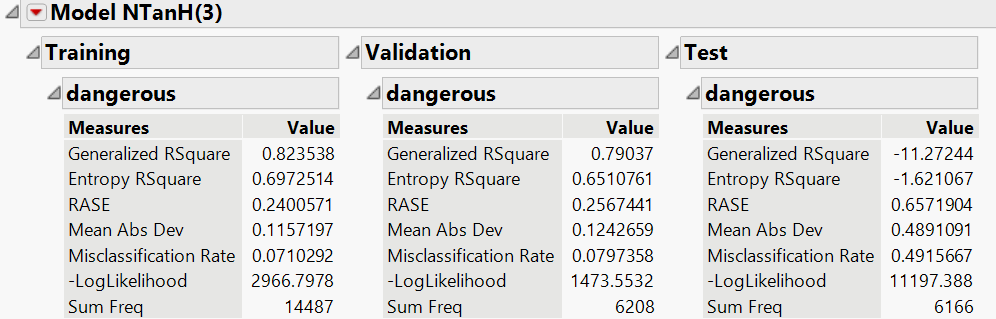 Model NTanH(3)
Training
dangerous
Measures Value
Generalized RSquare 0.823538
Entropy RSquare 0.6972514
RASE 0.2400571
Mean Abs Dev 0.1157197
Misclassification Rate 0.0710292
-LogLikelihood 2966.7978
Sum Freq 14487
Validation
dangerous
Measures Value
Generalized RSquare 0.79037
Entropy RSquare 0.6510761
RASE 0.2567441
Mean Abs Dev 0.1242659
Misclassification Rate 0.0797358
-LogLikelihood 1473.5532
Sum Freq 6208
Test
dangerous
Measures Value
Generalized RSquare -11.27244
Entropy RSquare -1.621067
RASE 0.6571904
Mean Abs Dev 0.4891091
Misclassification Rate 0.4915667
-LogLikelihood 11197.388
Sum Freq 6166